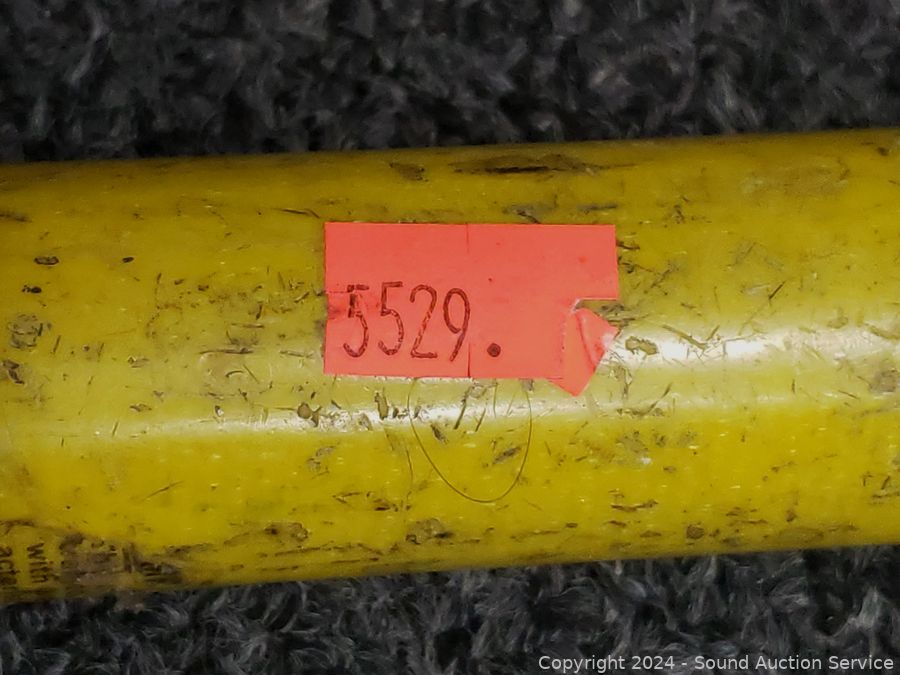 5529.
with
Copyright © 2024 - Sound Auction Service